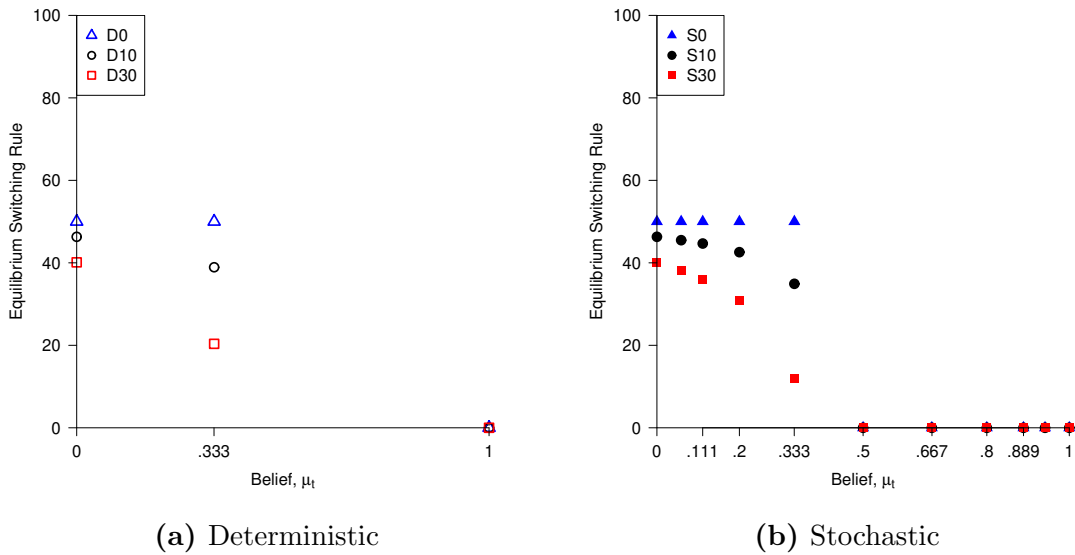 100
80
60
40
20
0
Equilibrium Switching Rule
D0
D10
D30
0 .333 1
Belief, μt
(a) Deterministic
100
80
60
40
20
0
Equilibrium Switching Rule
S0
S10
S30
0 .111 .2 .333 .5 .667 .8 .889 1
Belief, μt
(b) Stochastic